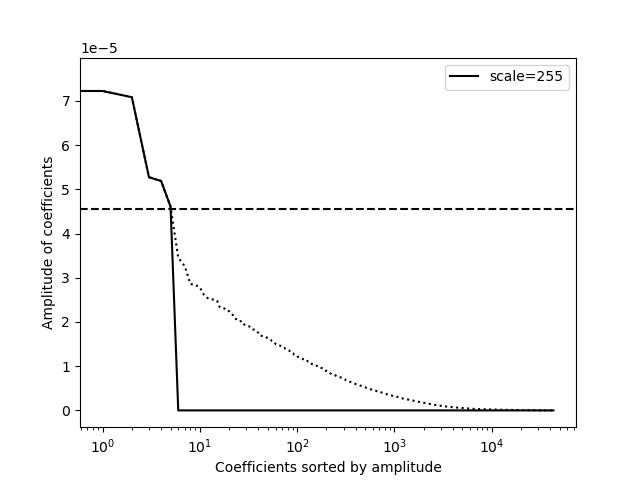 1e−5
scale=255
7
6
5
4
3
2
1
0
Amplitude of coefficients
10⁰ 10¹ 10² 10³ 10⁴
Coefficients sorted by amplitude